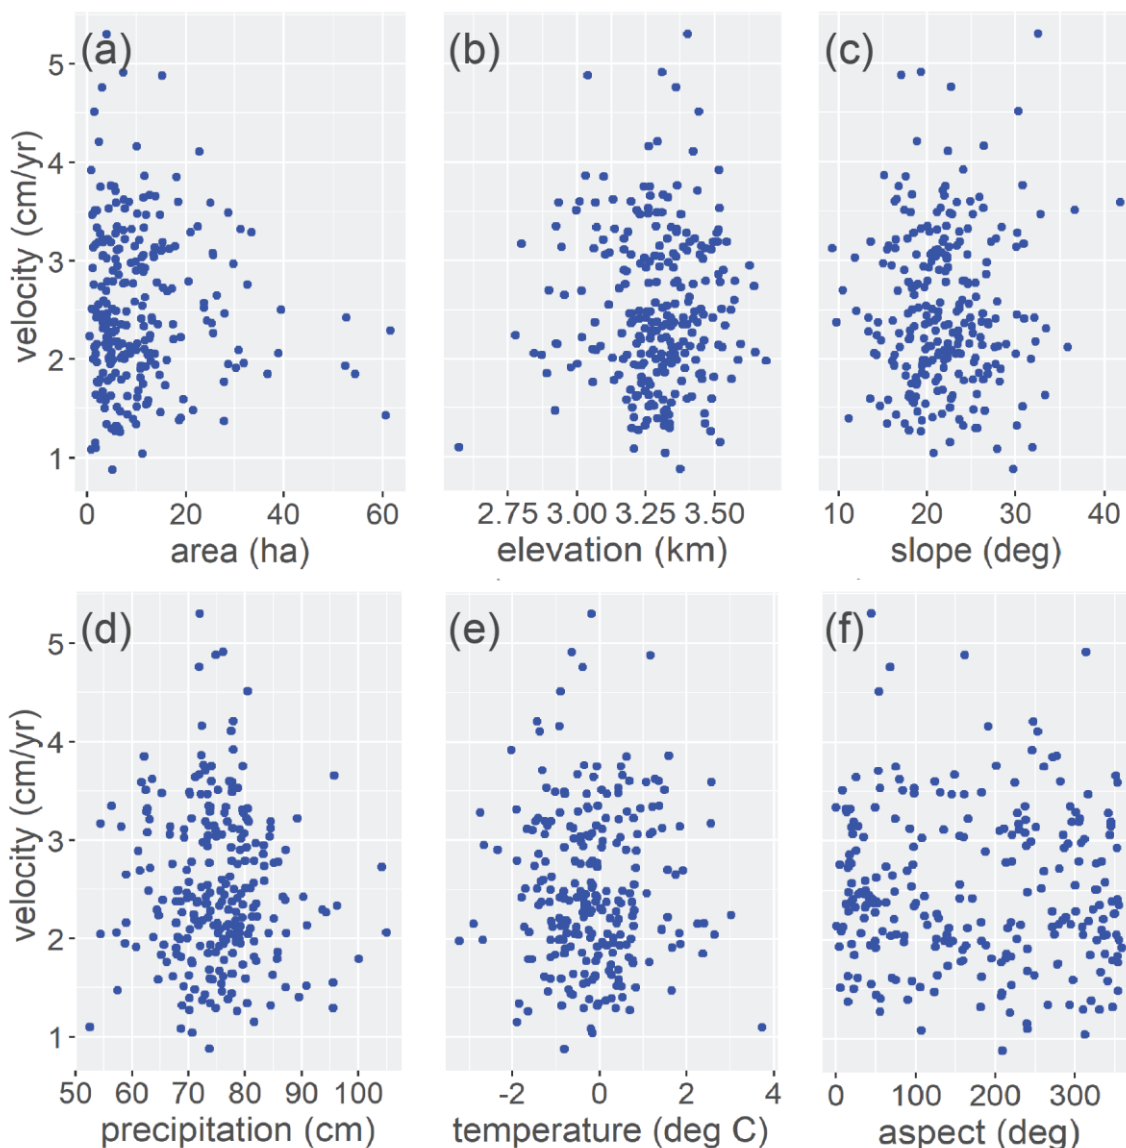 (a) (b) (c)
5
4
3
2
1
velocity (cm/yr)
0 20 40 60 2.75 3.00 3.25 3.50 10 20 30 40
area (ha) elevation (km) slope (deg)
(d) (e) (f)
5
4
3
2
1
velocity (cm/yr)
50 60 70 80 90 100 -2 0 2 4 0 100 200 300
precipitation (cm) temperature (deg C) aspect (deg)